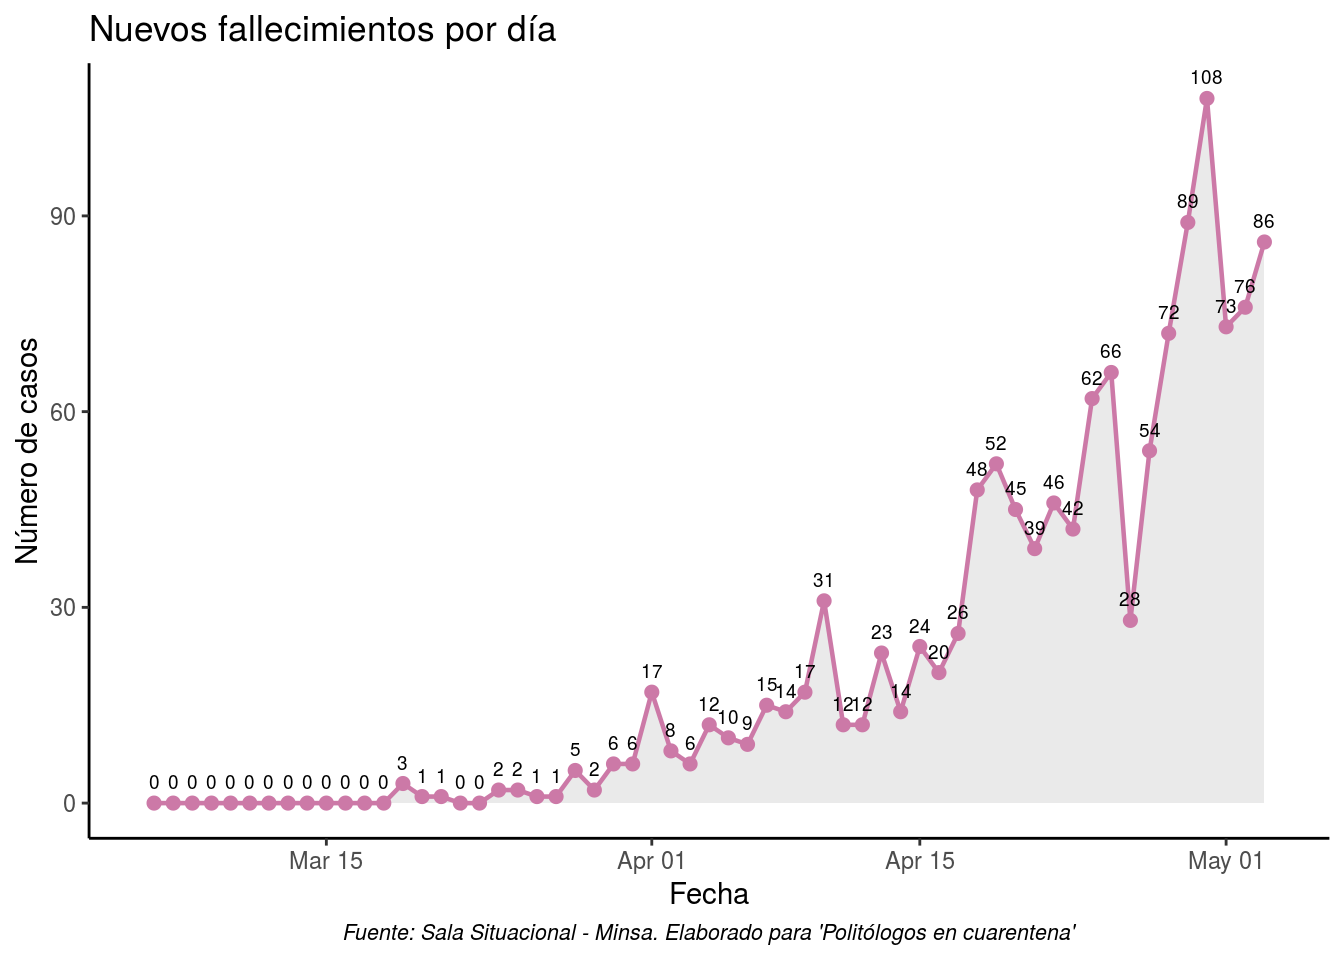 Nuevos fallecimientos por día
Número de casos
90
60
30
0
0 0 0 0 0 0 0 0 0 0 0 0 0 3 1 1 0 0 2 2 1 1 5 2 6 6 17 8 6 12 10 9 15 14 17 31 12 12 23 14 24 20 26 48 52 45 39 46 42 62 66 28 54 72 89 108 73 76 86
Mar 15 Apr 01 Apr 15 May 01
Fecha
Fuente: Sala Situacional - Minsa. Elaborado para 'Politólogos en cuarentena'